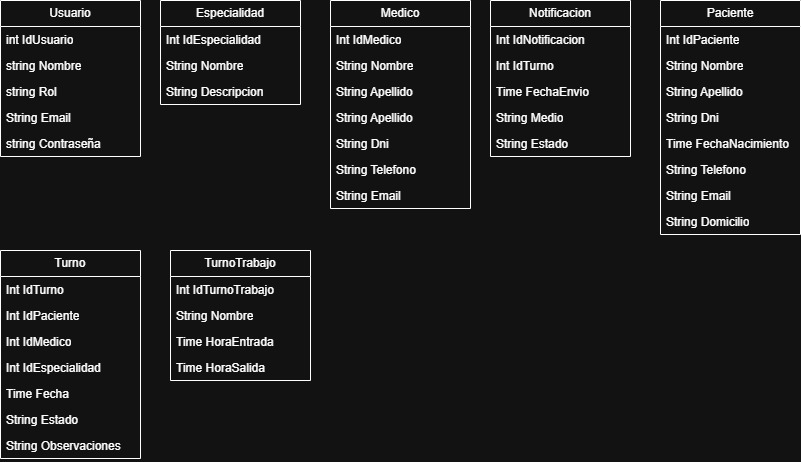 Usuario
int IdUsuario
string Nombre
string Rol
String Email
string Contraseña
Especialidad
Int IdEspecialidad
String Nombre
String Descripcion
Medico
Int IdMedico
String Nombre
String Apellido
String Apellido
String Dni
String Telefono
String Email
Notificacion
Int IdNotificacion
Int IdTurno
Time FechaEnvio
String Medio
String Estado
Paciente
Int IdPaciente
String Nombre
String Apellido
String Dni
Time FechaNacimiento
String Telefono
String Email
String Domicilio
Turno
Int IdTurno
Int IdPaciente
Int IdMedico
Int IdEspecialidad
Time Fecha
String Estado
String Observaciones
TurnoTrabajo
Int IdTurnoTrabajo
String Nombre
Time HoraEntrada
Time HoraSalida